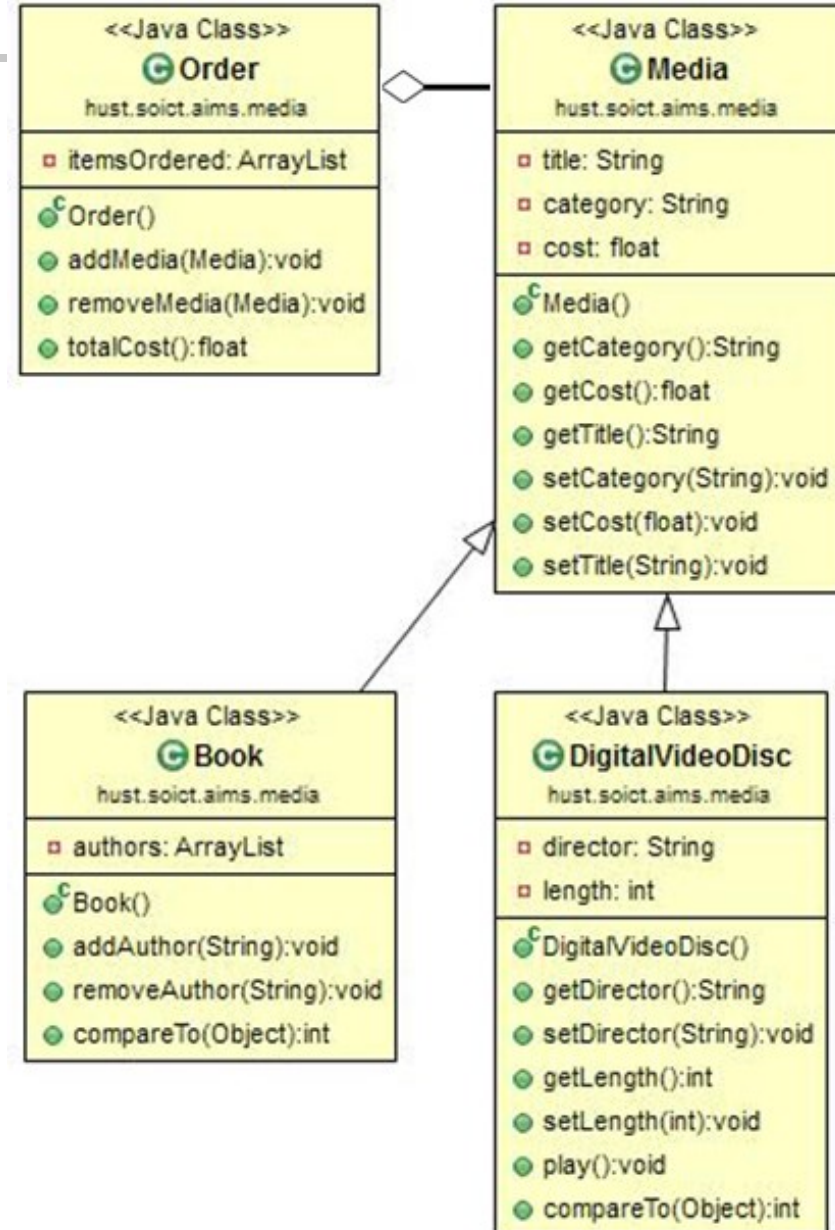 <<Java Class>>
Order
hust.soict.aims.media
itemsOrdered: ArrayList
Order()
addMedia(Media):void
removeMedia(Media):void
totalCost():float
<<Java Class>>
Media
hust.soict.aims.media
title: String
category: String
cost: float
Media()
getCategory():String
getCost():float
getTitle():String
setCategory(String):void
setCost(float):void
setTitle(String):void
<<Java Class>>
Book
hust.soict.aims.media
authors: ArrayList
Book()
addAuthor(String):void
removeAuthor(String):void
compareTo(Object):int
<<Java Class>>
DigitalVideoDisc
hust.soict.aims.media
director: String
length: int
DigitalVideoDisc()
getDirector():String
setDirector(String):void
getLength():int
setLength(int):void
play():void
compareTo(Object):int